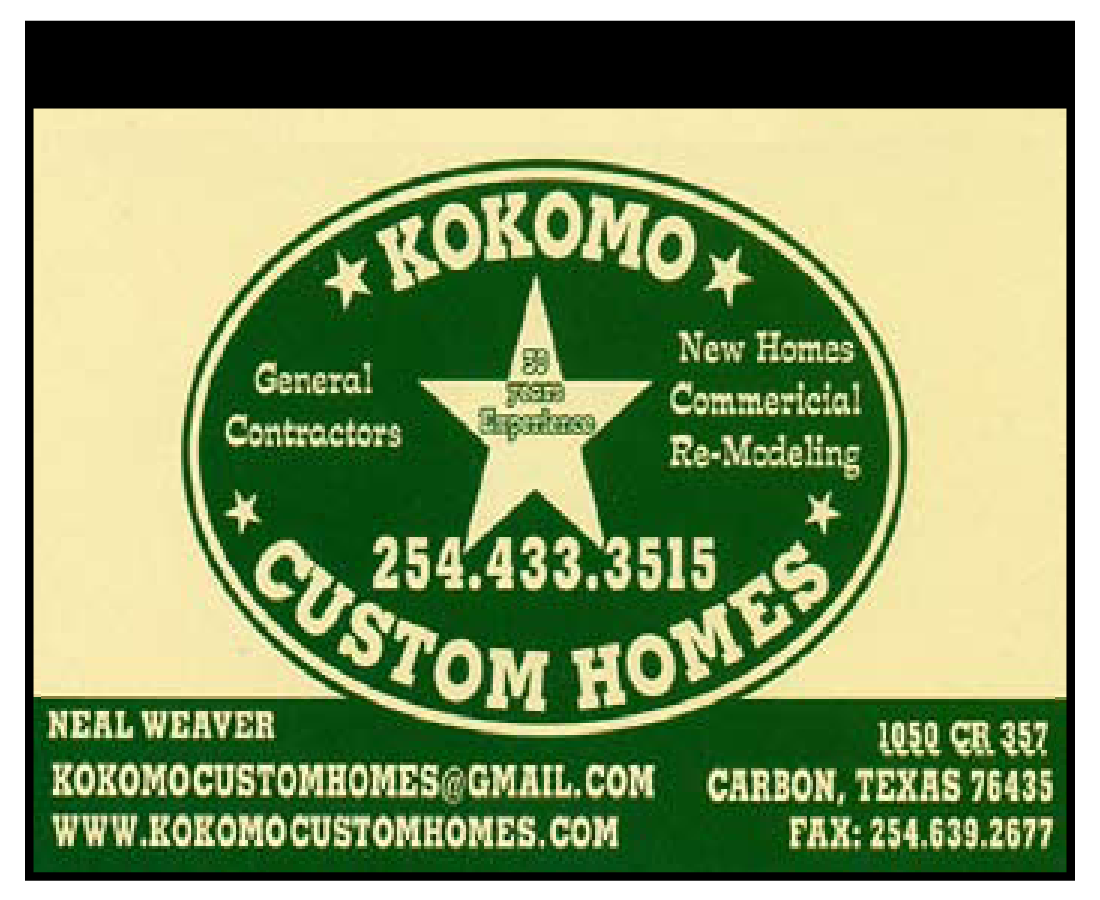 KOKOMO
General
Contractors
years
Experience
New Homes
Commericial
Re-Modeling
254.433.3515
CUSTOM HOMES
NEAL WEAVER
KOKOMOCUSTOMHOMES@GMAIL.COM
WWW.KOKOMOCUSTOMHOMES.COM
1050 CR 357
CARBON, TEXAS 76435
FAX: 254.639.2677